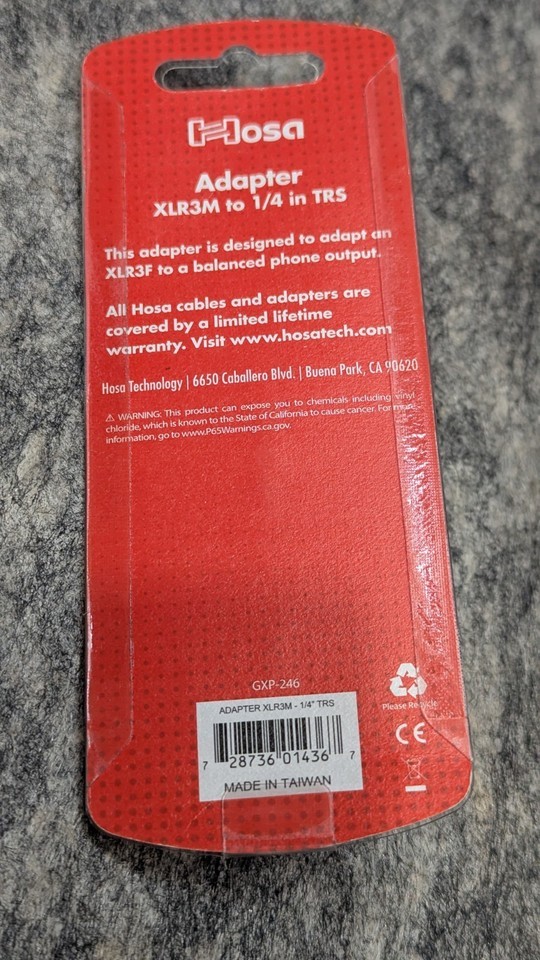 Hosa
Adapter
XLR3M to 1/4 in TRS
This adapter is designed to adapt an
XLR3F to a balanced phone output.
All Hosa cables and adapters are
covered by a limited lifetime
warranty. Visit www.hosatech.com
Hosa Technology | 6650 Caballero Blvd. | Buena Park, CA 90620
⚠ WARNING: This product can expose you to chemicals including vinyl
chloride, which is known to the State of California to cause cancer. For more
information, go to www.P65Warnings.ca.gov.
GXP-246
Please Recycle
ADAPTER XLR3M - 1/4" TRS
7 28736 01436 7
MADE IN TAIWAN
CE